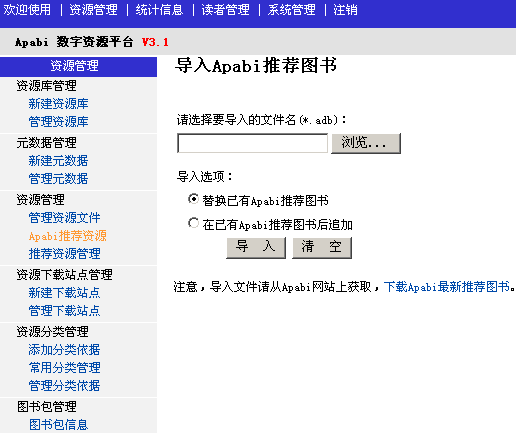 欢迎使用 | 资源管理 | 统计信息 | 读者管理 | 系统管理 | 注销
Apabi 数字资源平台 V3.1
资源管理
资源库管理
新建资源库
管理资源库
元数据管理
新建元数据
管理元数据
资源管理
管理资源文件
Apabi推荐资源
推荐资源管理
资源下载站点管理
新建下载站点
管理下载站点
资源分类管理
添加分类依据
常用分类管理
管理分类依据
图书包管理
图书包信息
导入Apabi推荐图书
请选择要导入的文件名(*.adb)：
浏览...
导入选项：
替换已有Apabi推荐图书
在已有Apabi推荐图书后追加
导 入 清 空
注意，导入文件请从Apabi网站上获取，下载Apabi最新推荐图书。